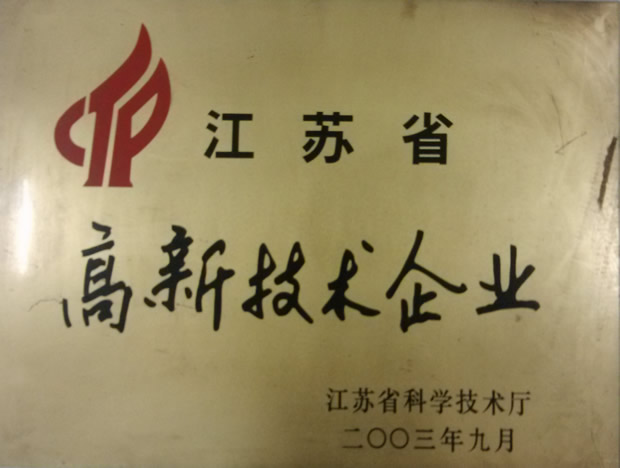 江苏省
高新技术企业
江苏省科学技术厅
二〇〇三年九月